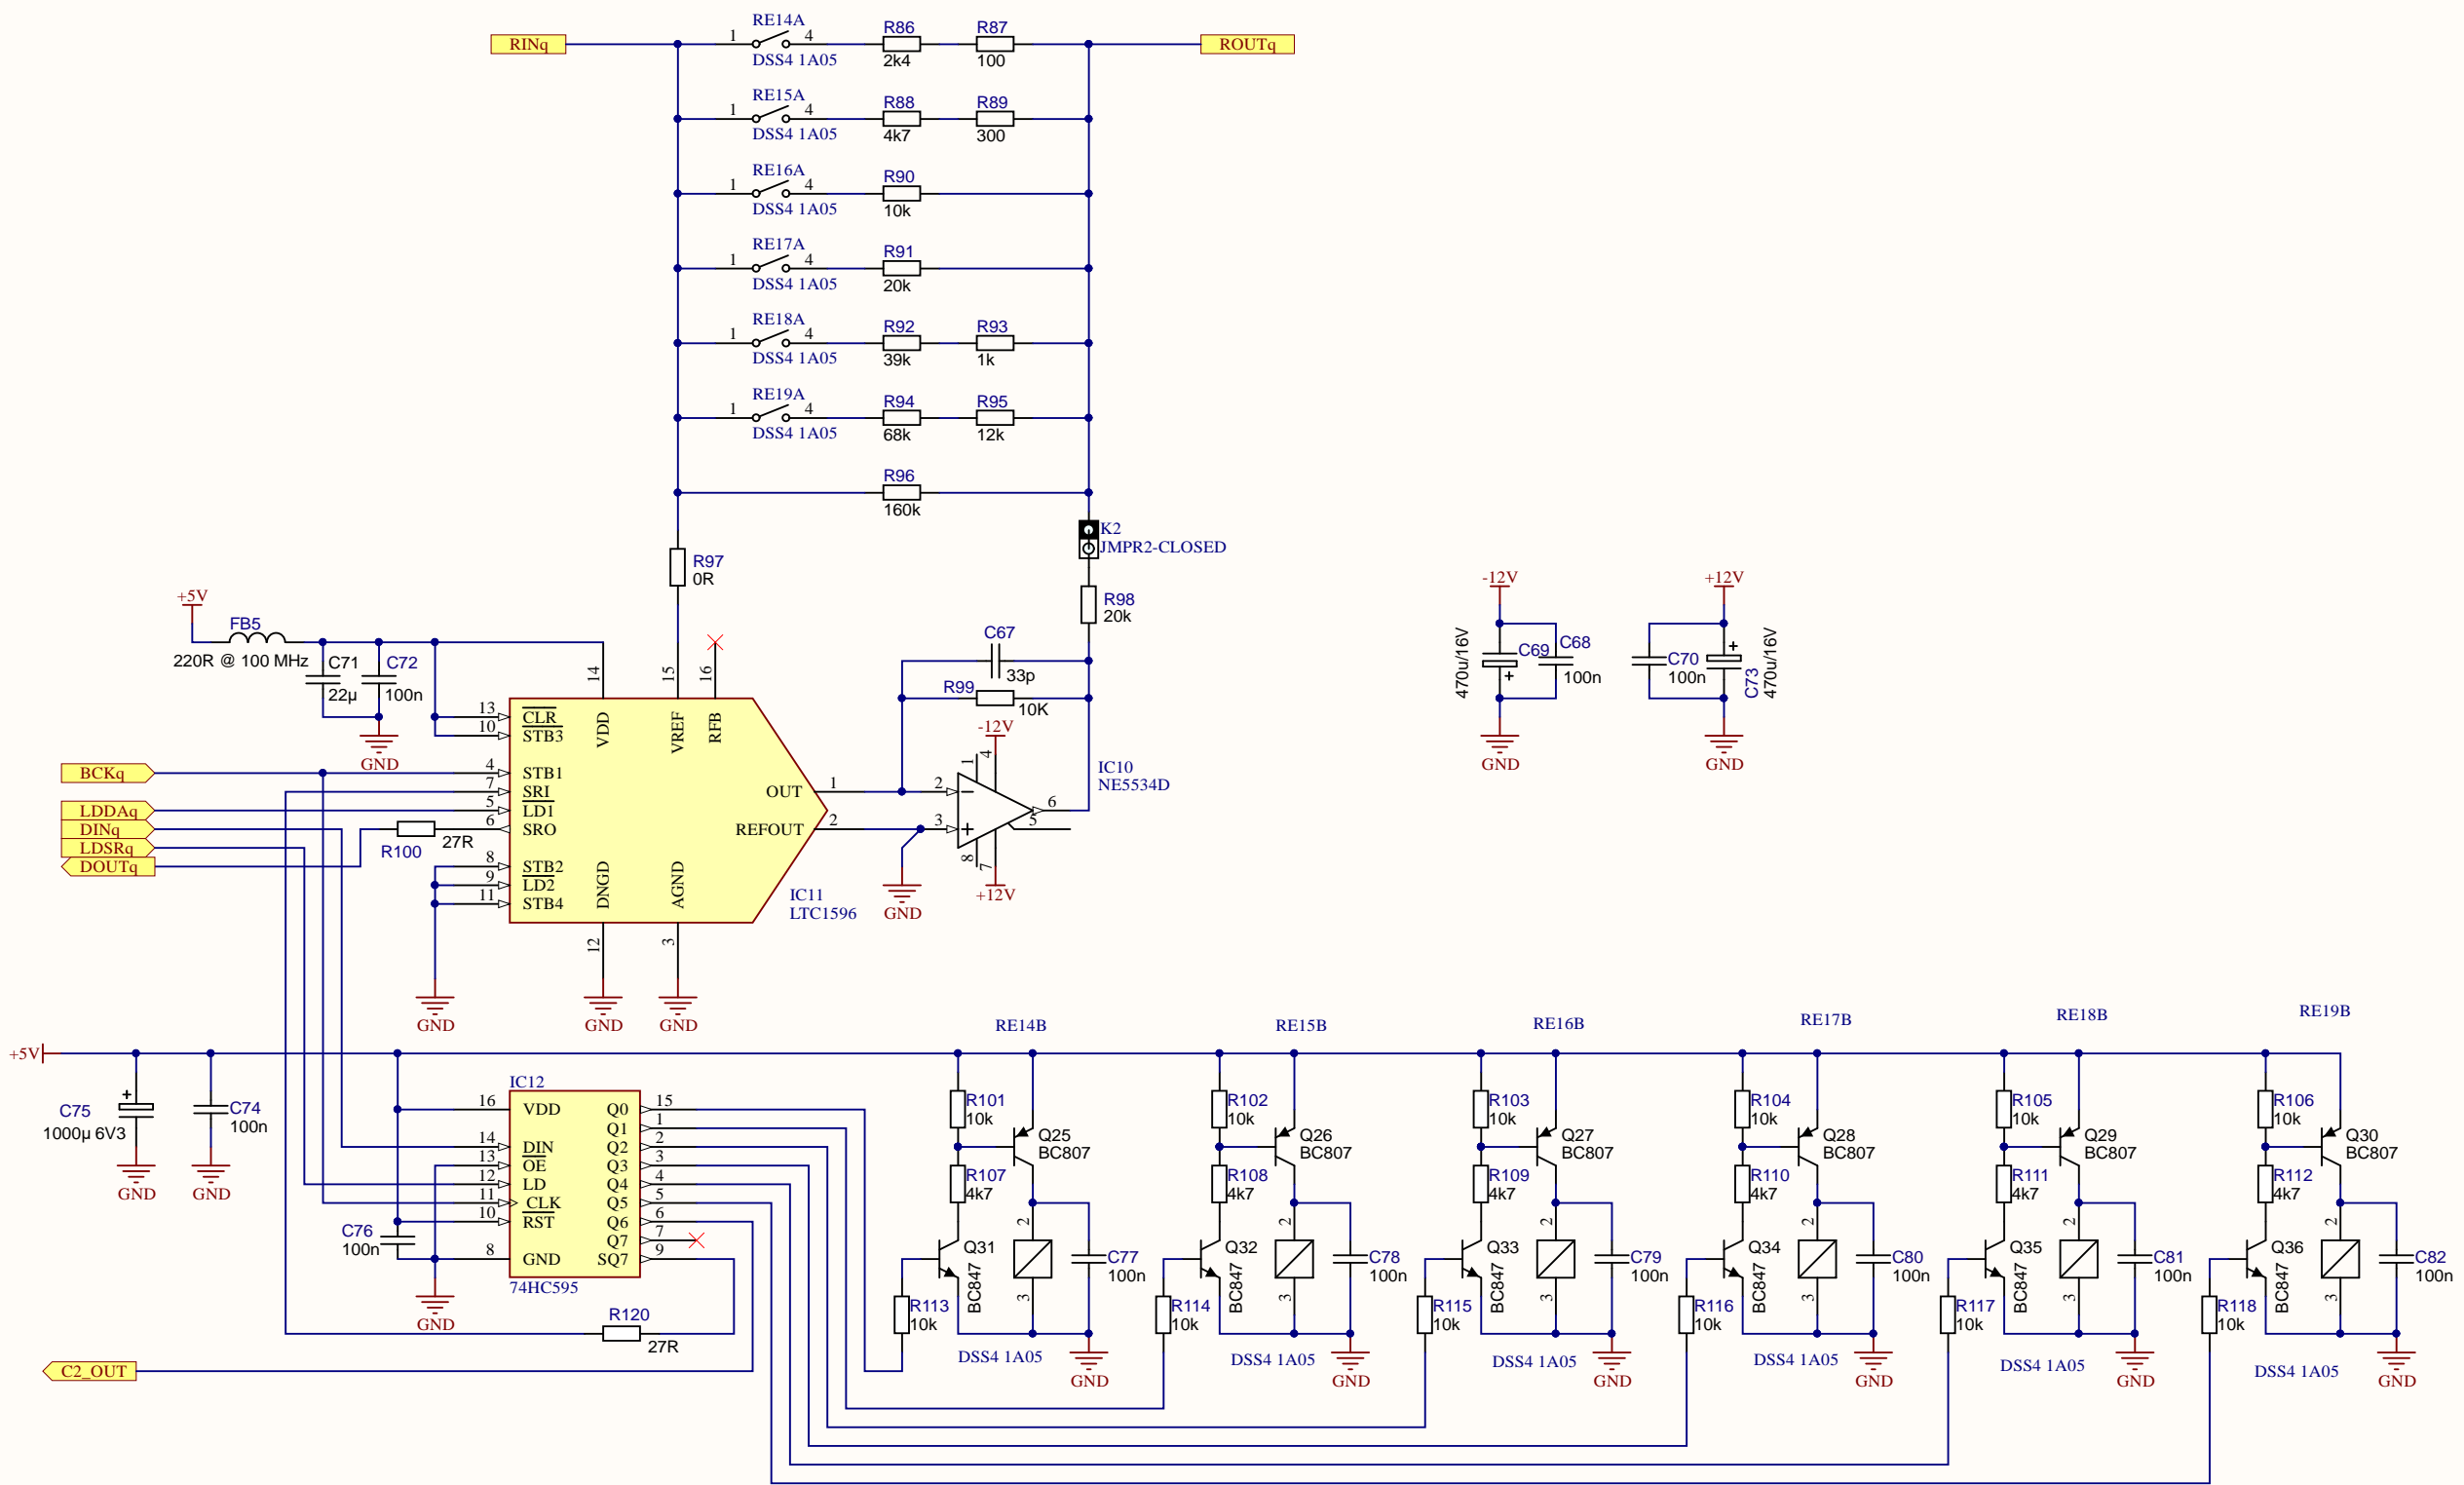 RINq
ROUTq
RE14A
1 4
DSS4 1A05
R86
2k4
R87
100
RE15A
1 4
DSS4 1A05
R88
4k7
R89
300
RE16A
1 4
DSS4 1A05
R90
10k
RE17A
1 4
DSS4 1A05
R91
20k
RE18A
1 4
DSS4 1A05
R92
39k
R93
1k
RE19A
1 4
DSS4 1A05
R94
68k
R95
12k
R96
160k
K2
JMPR2-CLOSED
R97
0R
R98
20k
+5V
FB5
220R @ 100 MHz
C71
22µ
C72
100n
GND
C67
33p
R99
10K
-12V
4
1
2
3
6
5
8
7
+12V
IC10
NE5534D
GND
-12V
470u/16V
C69
C68
100n
GND
+12V
C70
100n
C73
470u/16V
GND
14
15
16
VDD
VREF
RFB
13 CLR
10 STB3
4 STB1
7 SRI
5 LD1
6 SRO
8 STB2
9 LD2
11 STB4
OUT 1
REFOUT 2
DNGD
AGND
12
3
IC11
LTC1596
BCKq
LDDAq
DINq
LDSRq
DOUTq
R100
27R
GND
GND
GND
+5V
C75
1000µ 6V3
GND
C74
100n
GND
C76
100n
GND
IC12
16 VDD
14 DIN
13 OE
12 LD
11 CLK
10 RST
8 GND
Q0 15
Q1 1
Q2 2
Q3 3
Q4 4
Q5 5
Q6 6
Q7 7
SQ7 9
74HC595
R120
27R
C2_OUT
RE14B
R101
10k
Q25
BC807
R107
4k7
Q31
BC847
2
3
C77
100n
R113
10k
DSS4 1A05
GND
RE15B
R102
10k
Q26
BC807
R108
4k7
Q32
BC847
2
3
C78
100n
R114
10k
DSS4 1A05
GND
RE16B
R103
10k
Q27
BC807
R109
4k7
Q33
BC847
2
3
C79
100n
R115
10k
DSS4 1A05
GND
RE17B
R104
10k
Q28
BC807
R110
4k7
Q34
BC847
2
3
C80
100n
R116
10k
DSS4 1A05
GND
RE18B
R105
10k
Q29
BC807
R111
4k7
Q35
BC847
2
3
C81
100n
R117
10k
DSS4 1A05
GND
RE19B
R106
10k
Q30
BC807
R112
4k7
Q36
BC847
2
3
C82
100n
R118
10k
DSS4 1A05
GND